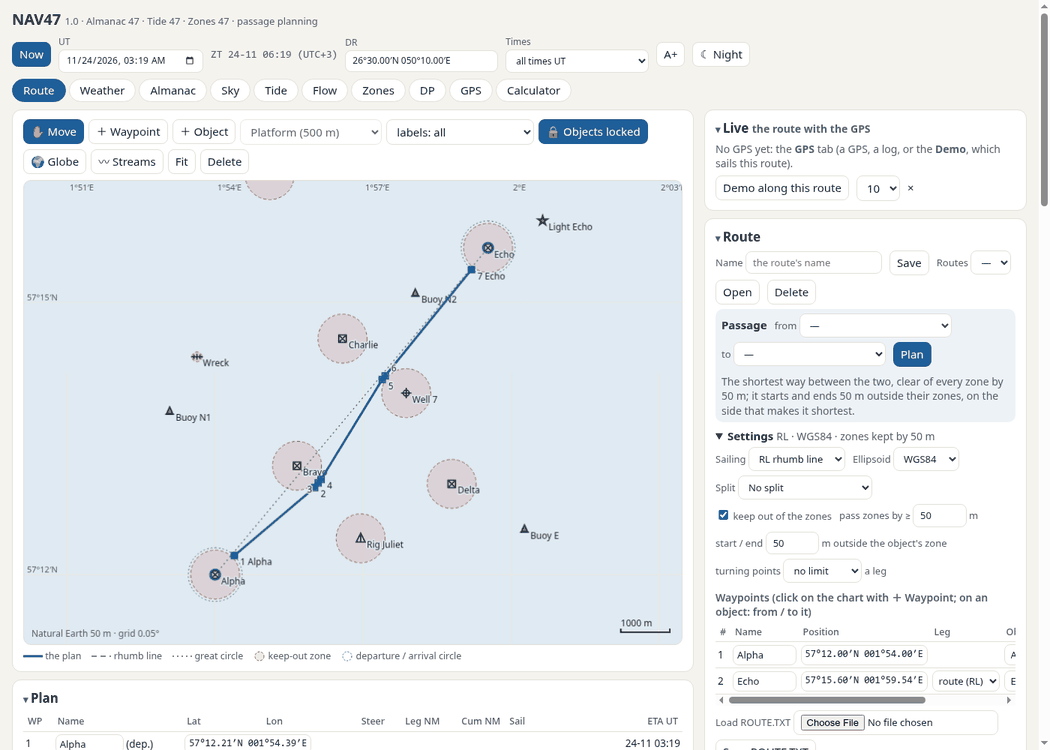 NAV47 1.0 · Almanac 47 · Tide 47 · Zones 47 · passage planning
Now
UT
11/24/2026, 03:19 AM
ZT 24-11 06:19 (UTC+3)
DR
26°30.00′N 050°10.00′E
Times
all times UT
A+
☾ Night
Route Weather Almanac Sky Tide Flow Zones DP GPS Calculator
Move + Waypoint + Object Platform (500 m) labels: all Objects locked
Globe Streams Fit Delete
1°51′E 1°54′E 1°57′E 2°E 2°03′
Light Echo
Echo
7 Echo
Buoy N2
57°15′N
Charlie
Wreck
6
5
Well 7
Buoy N1
Bravo
3 4
2
Delta
Buoy E
Rig Juliet
1 Alpha
57°12′N
Alpha
1000 m
Natural Earth 50 m · grid 0.05°
the plan rhumb line great circle keep-out zone departure / arrival circle
▾Plan
WP Name Lat Lon Steer Leg NM Cum NM Sail ETA UT
1 Alpha (dep.) 57°12.21′N 001°54.39′E 24-11 03:19
▾Live the route with the GPS
No GPS yet: the GPS tab (a GPS, a log, or the Demo, which
sails this route).
Demo along this route 10 ×
▾Route
Name the route's name Save Routes —
Open Delete
Passage from —
to — Plan
The shortest way between the two, clear of every zone by
50 m; it starts and ends 50 m outside their zones, on the
side that makes it shortest.
▼ Settings RL · WGS84 · zones kept by 50 m
Sailing RL rhumb line Ellipsoid WGS84
Split No split
keep out of the zones pass zones by ≥ 50 m
start / end 50 m outside the object's zone
turning points no limit a leg
Waypoints (click on the chart with + Waypoint; on an
object: from / to it)
# Name Position Leg
1 Alpha 57°12.00′N 001°54.00′E
2 Echo 57°15.60′N 001°59.54′E route (RL)
Load ROUTE.TXT Choose File No file chosen